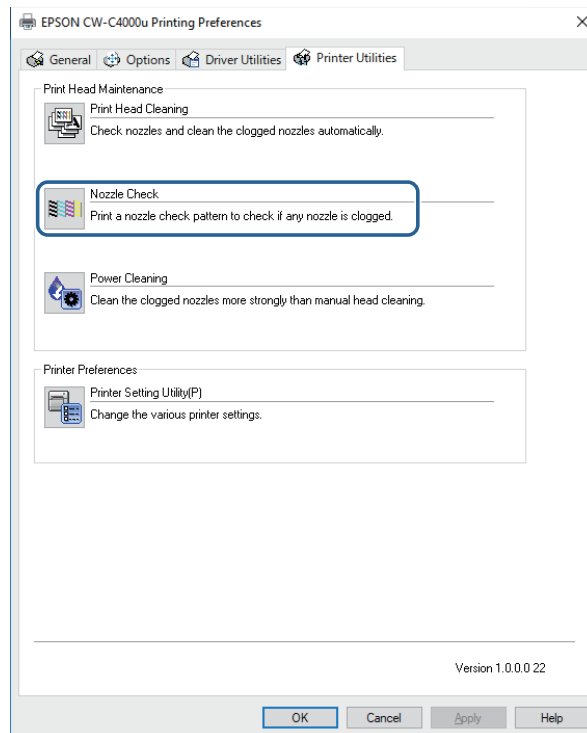 EPSON CW-C4000u Printing Preferences
General Options Driver Utilities Printer Utilities
Print Head Maintenance
Print Head Cleaning
Check nozzles and clean the clogged nozzles automatically.
Nozzle Check
Print a nozzle check pattern to check if any nozzle is clogged.
Power Cleaning
Clean the clogged nozzles more strongly than manual head cleaning.
Printer Preferences
Printer Setting Utility(P)
Change the various printer settings.
Version 1.0.0.0 22
OK Cancel Apply Help